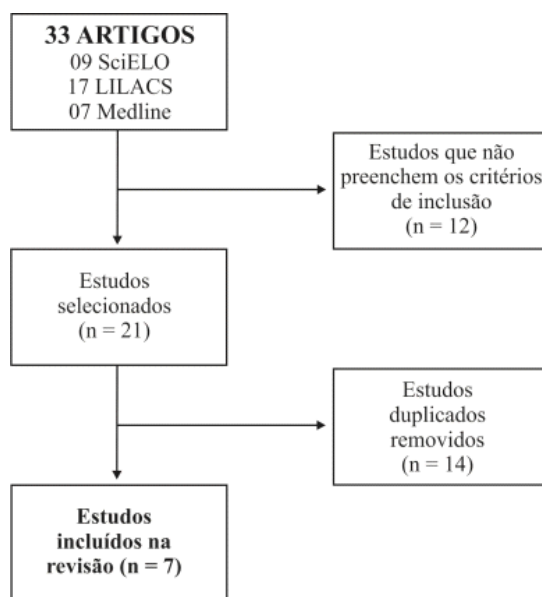 33 ARTIGOS
09 SciELO
17 LILACS
07 Medline
Estudos que não
preenchem os critérios
de inclusão
(n = 12)
Estudos
selecionados
(n = 21)
Estudos
duplicados
removidos
(n = 14)
Estudos
incluídos na
revisão (n = 7)